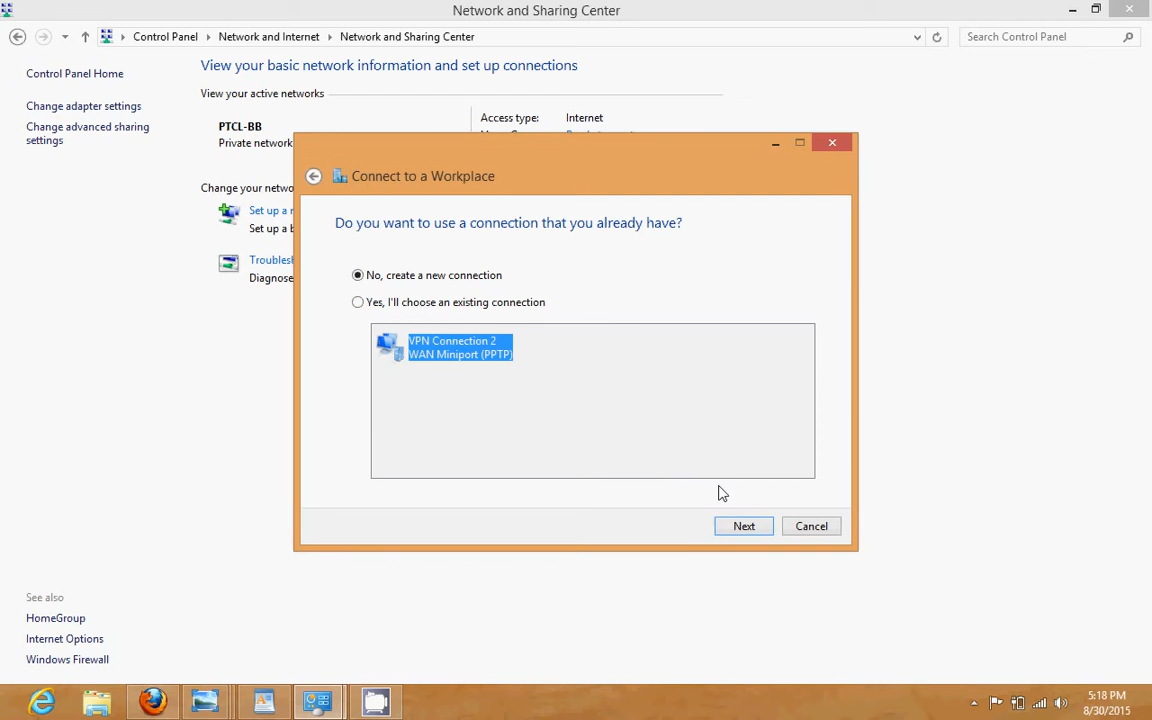 Network and Sharing Center
Control Panel
Network and Internet
Network and Sharing Center
Search Control Panel
Control Panel Home
Change adapter settings
Change advanced sharing
settings
View your basic network information and set up connections
View your active networks
PTCL-BB
Private network
Access type: Internet
Change your netwo
Set up a
Set up a b
Troubles
Diagnose
Connect to a Workplace
Do you want to use a connection that you already have?
No, create a new connection
Yes, I'll choose an existing connection
VPN Connection 2
WAN Miniport (PPTP)
Next
Cancel
See also
HomeGroup
Internet Options
Windows Firewall
5:18 PM
8/30/2015